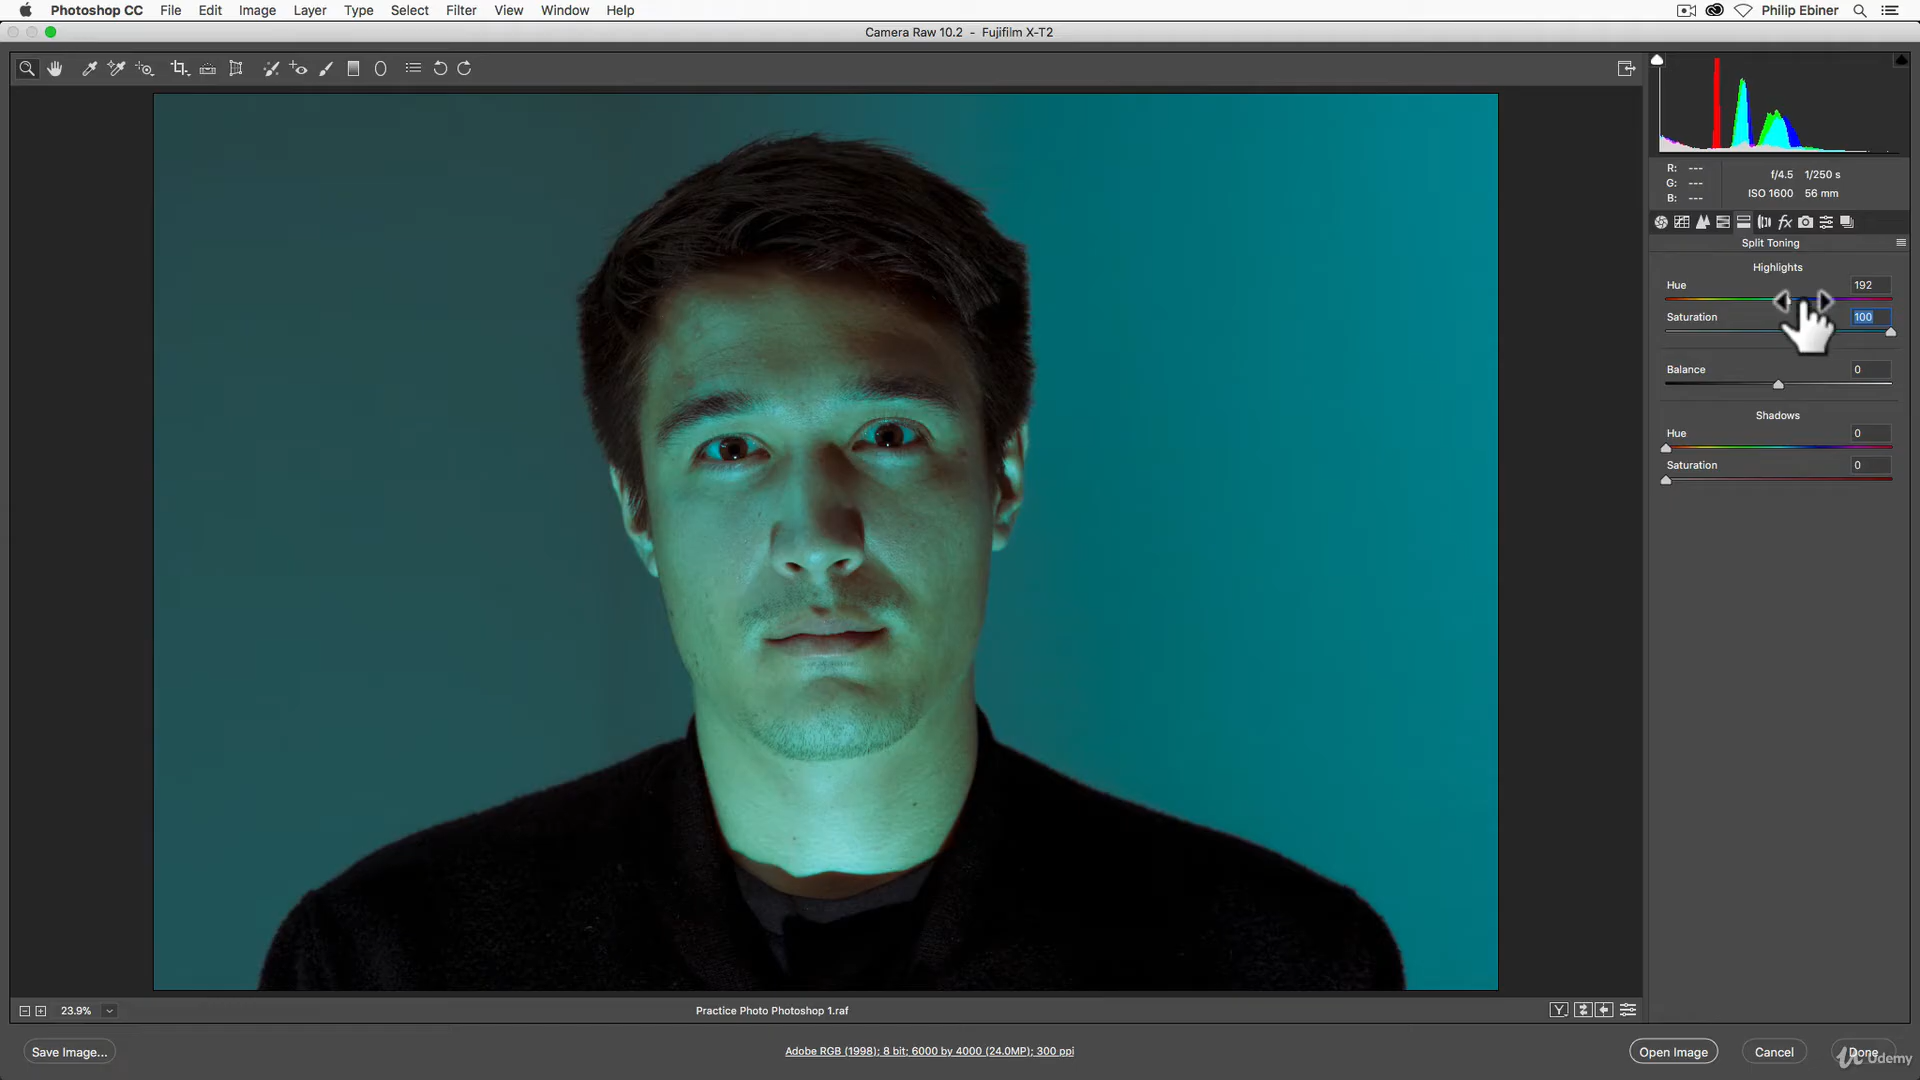 Photoshop CC File Edit Image Layer Type Select Filter View Window Help Philip Ebiner
Camera Raw 10.2 - Fujifilm X-T2
R: ---
G: ---
B: ---
f/4.5 1/250 s
ISO 1600 56 mm
fx
Split Toning
Highlights
Hue 192
Saturation 100
Balance 0
Shadows
Hue 0
Saturation 0
23.9%
Practice Photo Photoshop 1.raf
Y
Save Image...
Adobe RGB (1998); 8 bit; 6000 by 4000 (24.0MP); 300 ppi
Open Image
Cancel
Done
Udemy